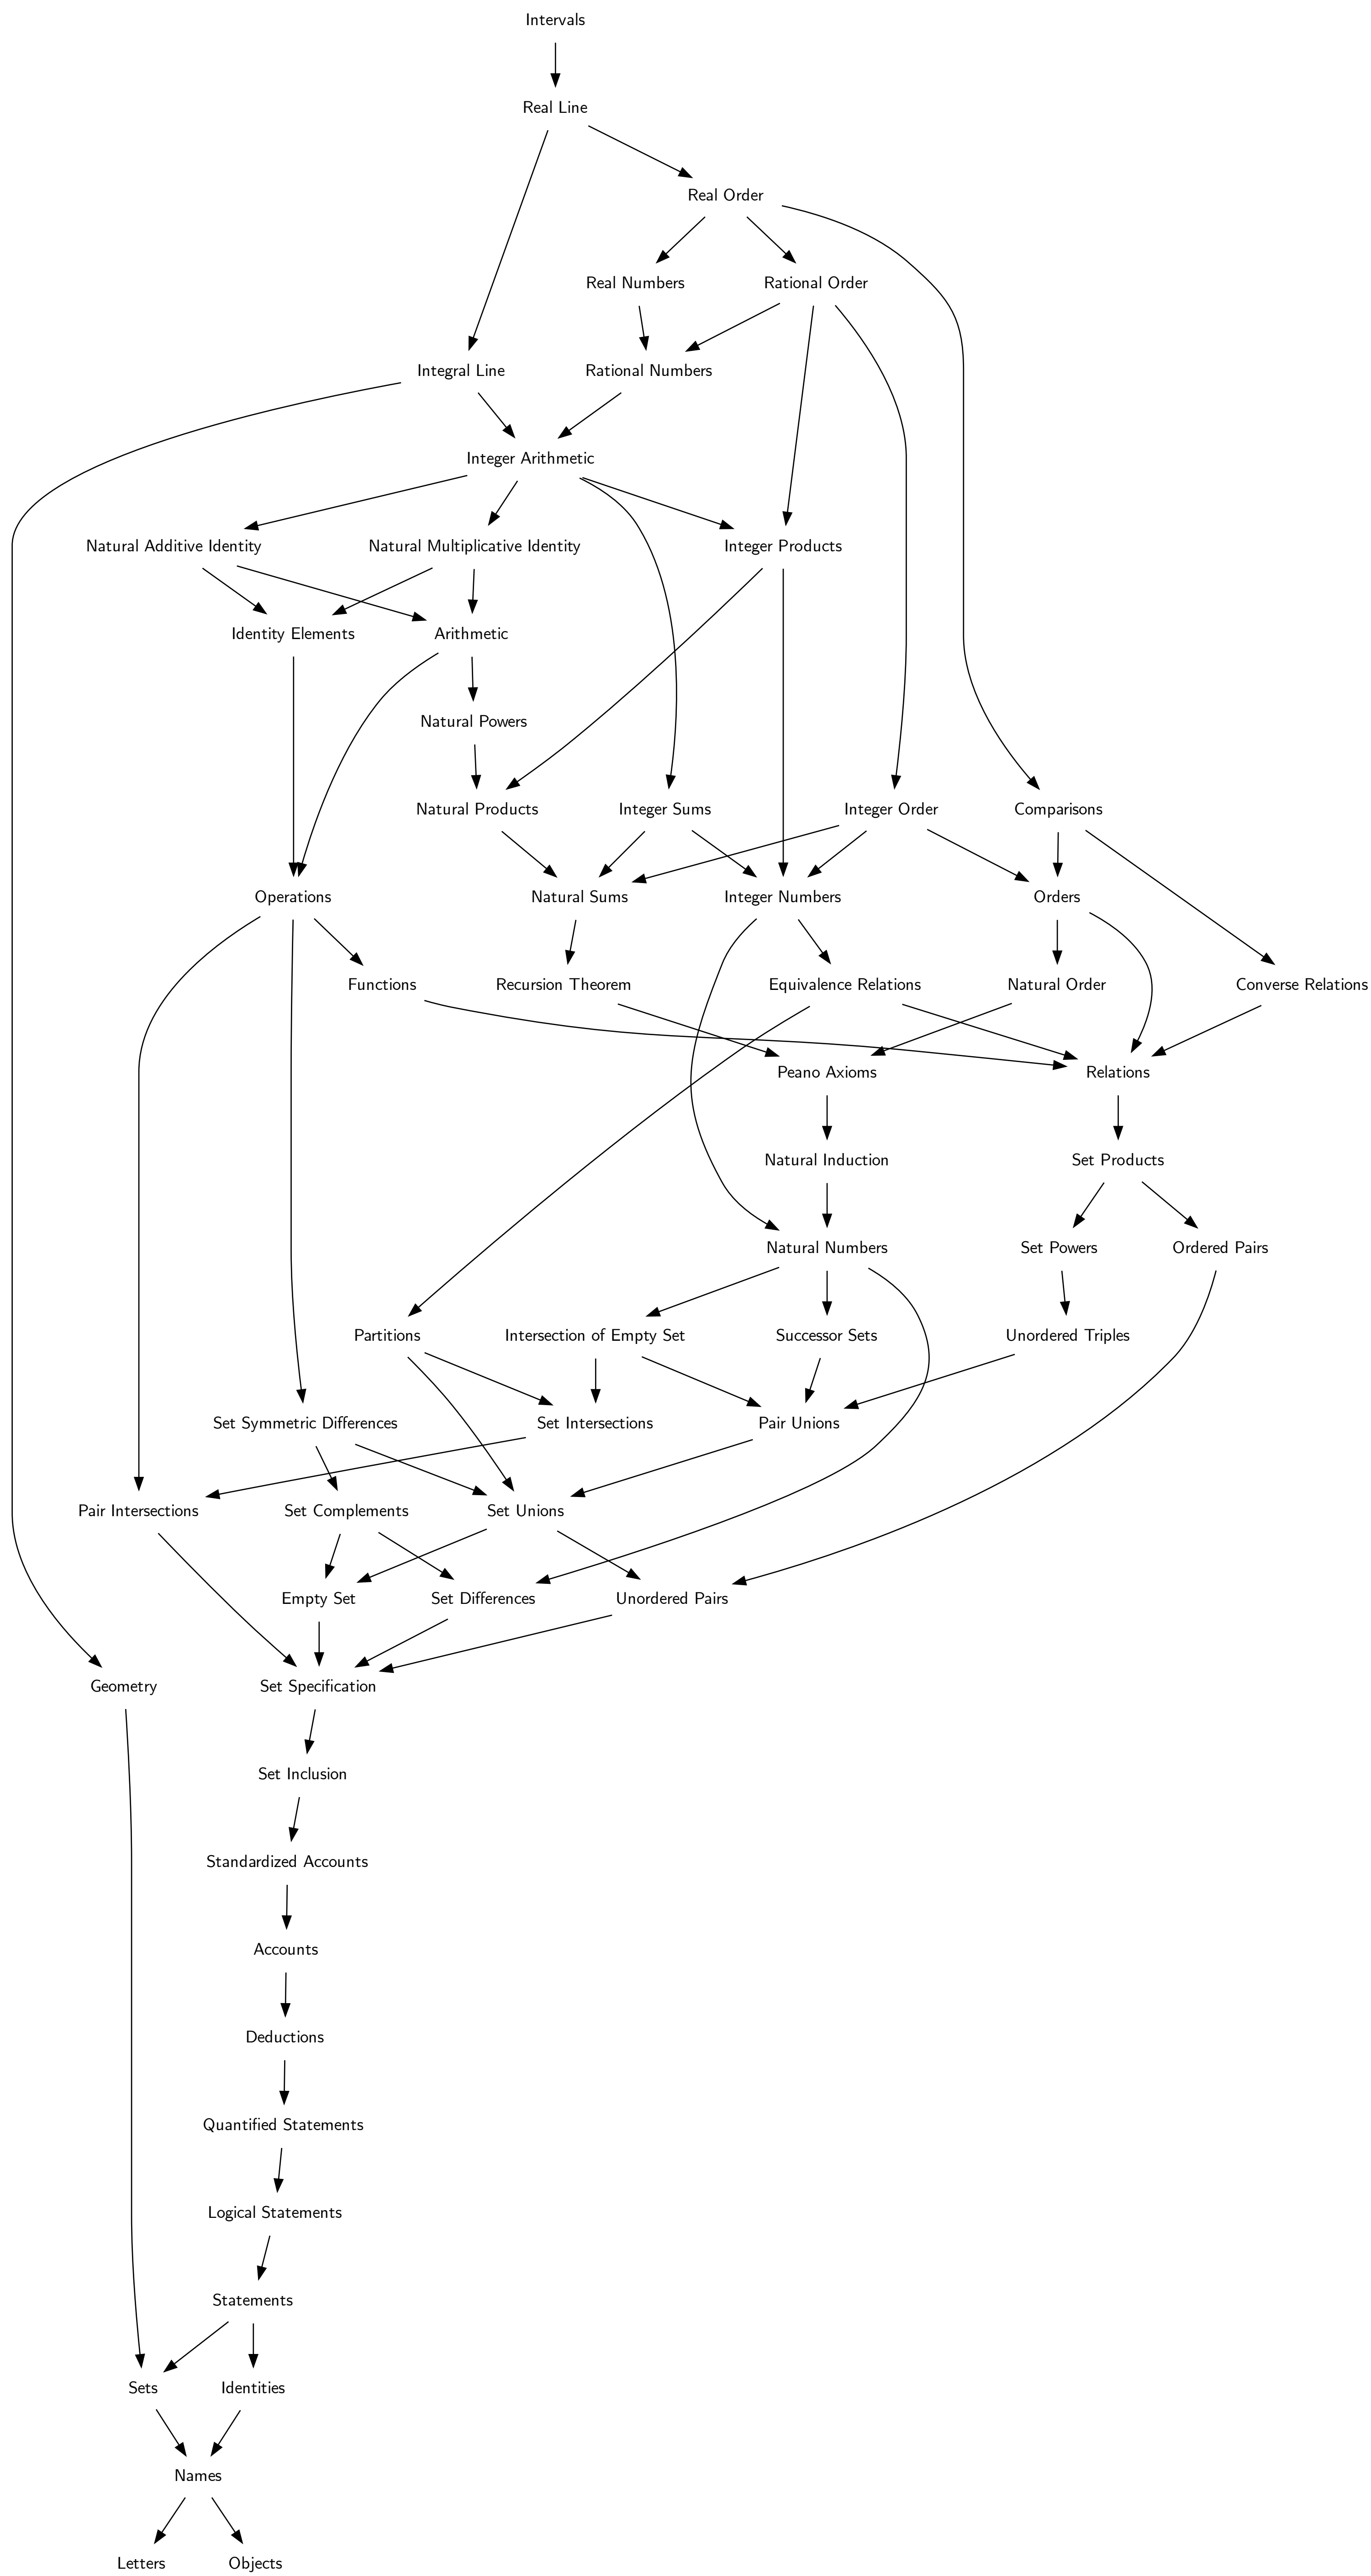 Intervals
Real Line
Real Order
Real Numbers
Rational Order
Integral Line
Rational Numbers
Integer Arithmetic
Natural Additive Identity
Natural Multiplicative Identity
Integer Products
Identity Elements
Arithmetic
Natural Powers
Natural Products
Integer Sums
Integer Order
Comparisons
Operations
Natural Sums
Integer Numbers
Orders
Functions
Recursion Theorem
Equivalence Relations
Natural Order
Converse Relations
Peano Axioms
Relations
Natural Induction
Set Products
Natural Numbers
Set Powers
Ordered Pairs
Partitions
Intersection of Empty Set
Successor Sets
Unordered Triples
Set Symmetric Differences
Set Intersections
Pair Unions
Pair Intersections
Set Complements
Set Unions
Empty Set
Set Differences
Unordered Pairs
Geometry
Set Specification
Set Inclusion
Standardized Accounts
Accounts
Deductions
Quantified Statements
Logical Statements
Statements
Sets
Identities
Names
Letters
Objects